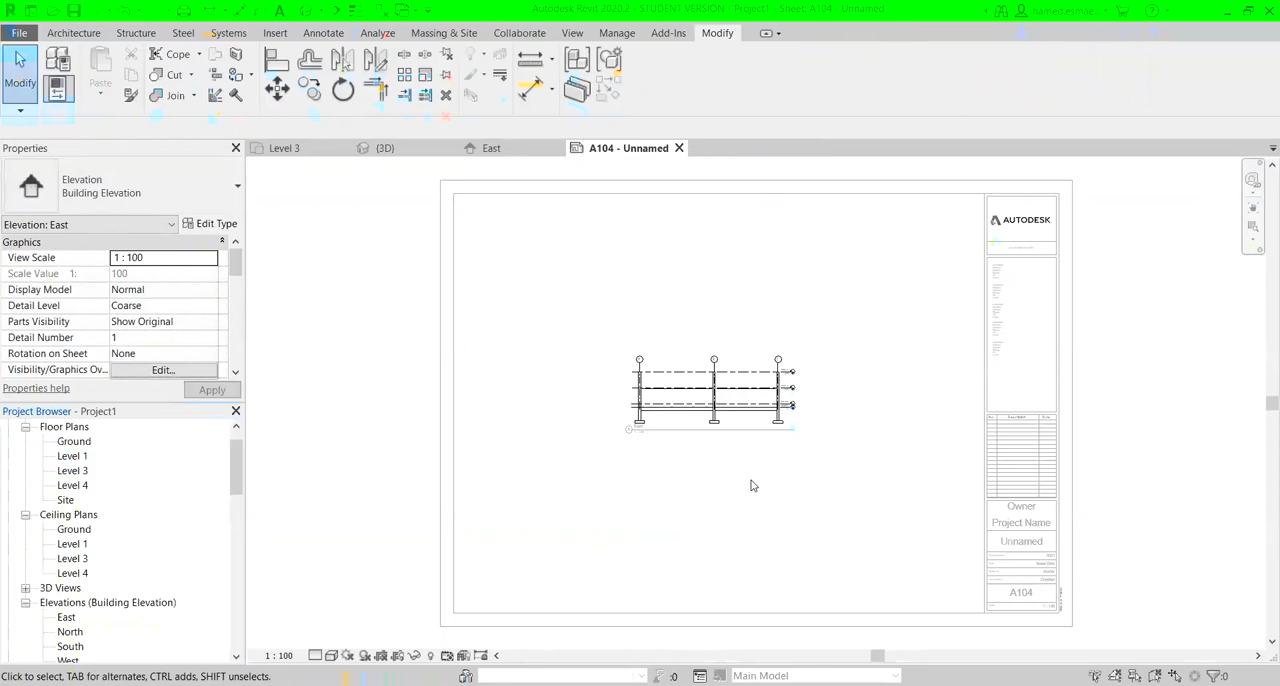 Autodesk Revit 2020.2 - STUDENT VERSION - Project1 - Sheet: A104 - Unnamed
hamed.esmae...
File Architecture Structure Steel Systems Insert Annotate Analyze Massing & Site Collaborate View Manage Add-Ins Modify
Modify
Paste
Cope
Cut
Join
Properties
Level 3
{3D}
East
A104 - Unnamed
Elevation
Building Elevation
Elevation: East
Edit Type
Graphics
View Scale 1 : 100
Scale Value 1: 100
Display Model Normal
Detail Level Coarse
Parts Visibility Show Original
Detail Number 1
Rotation on Sheet None
Visibility/Graphics Ov... Edit...
Properties help
Apply
Project Browser - Project1
Floor Plans
Ground
Level 1
Level 3
Level 4
Site
Ceiling Plans
Ground
Level 1
Level 3
Level 4
3D Views
Elevations (Building Elevation)
East
North
South
West
AUTODESK
Owner
Project Name
Unnamed
A104
1 : 100
Click to select, TAB for alternates, CTRL adds, SHIFT unselects.
:0
Main Model
:0